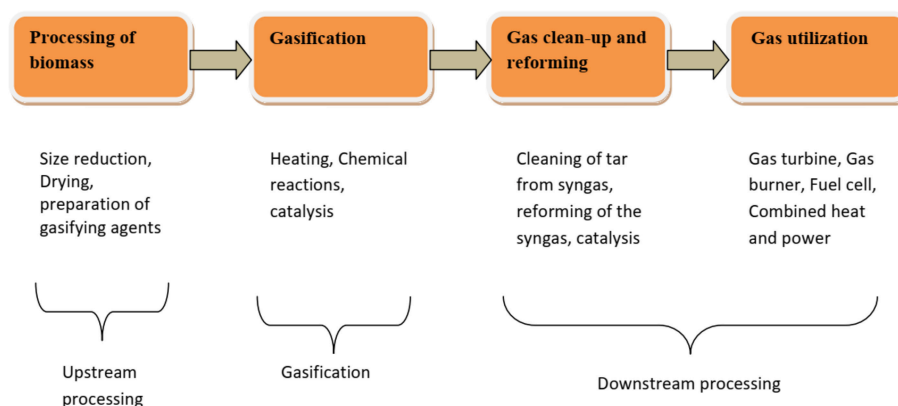 Processing of
biomass
Gasification
Gas clean-up and
reforming
Gas utilization
Size reduction,
Drying,
preparation of
gasifying agents
Heating, Chemical
reactions,
catalysis
Cleaning of tar
from syngas,
reforming of the
syngas, catalysis
Gas turbine, Gas
burner, Fuel cell,
Combined heat
and power
Upstream
processing
Gasification
Downstream processing